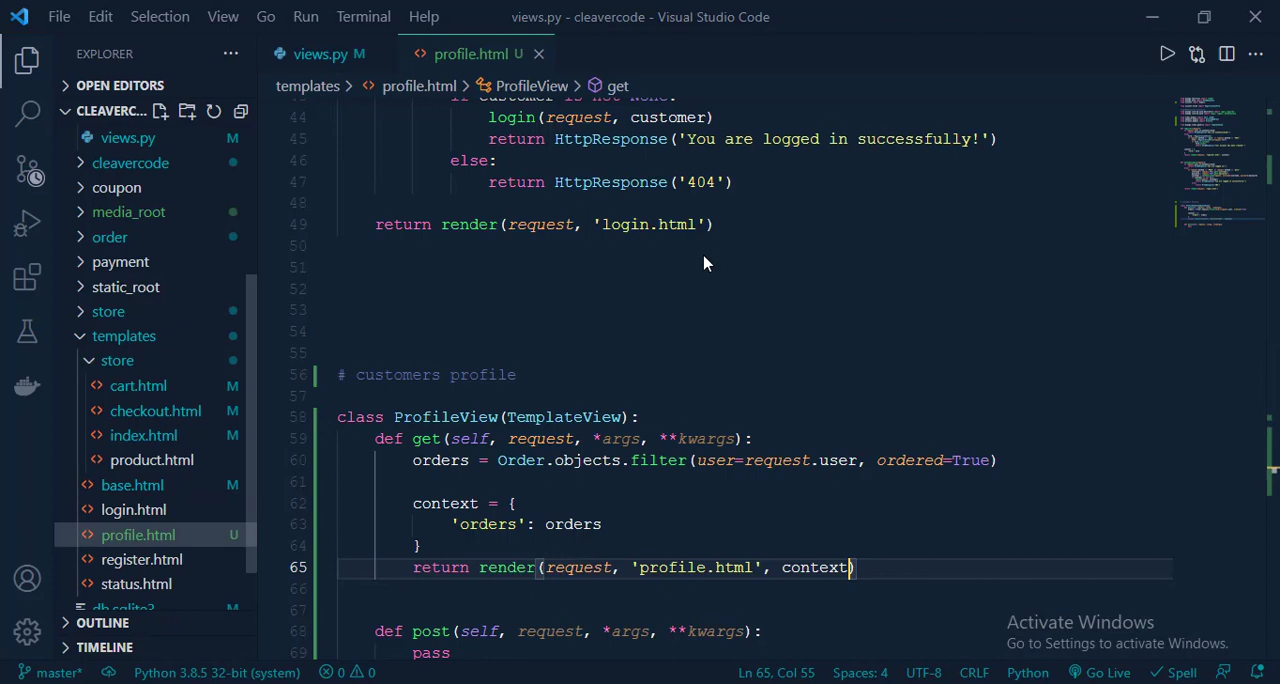 File Edit Selection View Go Run Terminal Help views.py - cleavercode - Visual Studio Code
EXPLORER
views.py M
profile.html U
templates > profile.html > ProfileView > get
OPEN EDITORS
CLEAVERC...
views.py M
cleavercode
coupon
media_root
order
payment
static_root
store
templates
store
cart.html M
checkout.html M
index.html M
product.html
base.html M
login.html
profile.html U
register.html
status.html
db.sqlite3
OUTLINE
TIMELINE
if customer is not None:
44 login(request, customer)
45 return HttpResponse('You are logged in successfully!')
46 else:
47 return HttpResponse('404')
48
49 return render(request, 'login.html')
50
51
52
53
54
55
56 # customers profile
57
58 class ProfileView(TemplateView):
59 def get(self, request, *args, **kwargs):
60 orders = Order.objects.filter(user=request.user, ordered=True)
61
62 context = {
63 'orders': orders
64 }
65 return render(request, 'profile.html', context)
66
67
68 def post(self, request, *args, **kwargs):
69 pass
Activate Windows
Go to Settings to activate Windows.
master* Python 3.8.5 32-bit (system) 0 0 Ln 65, Col 55 Spaces: 4 UTF-8 CRLF Python Go Live Spell